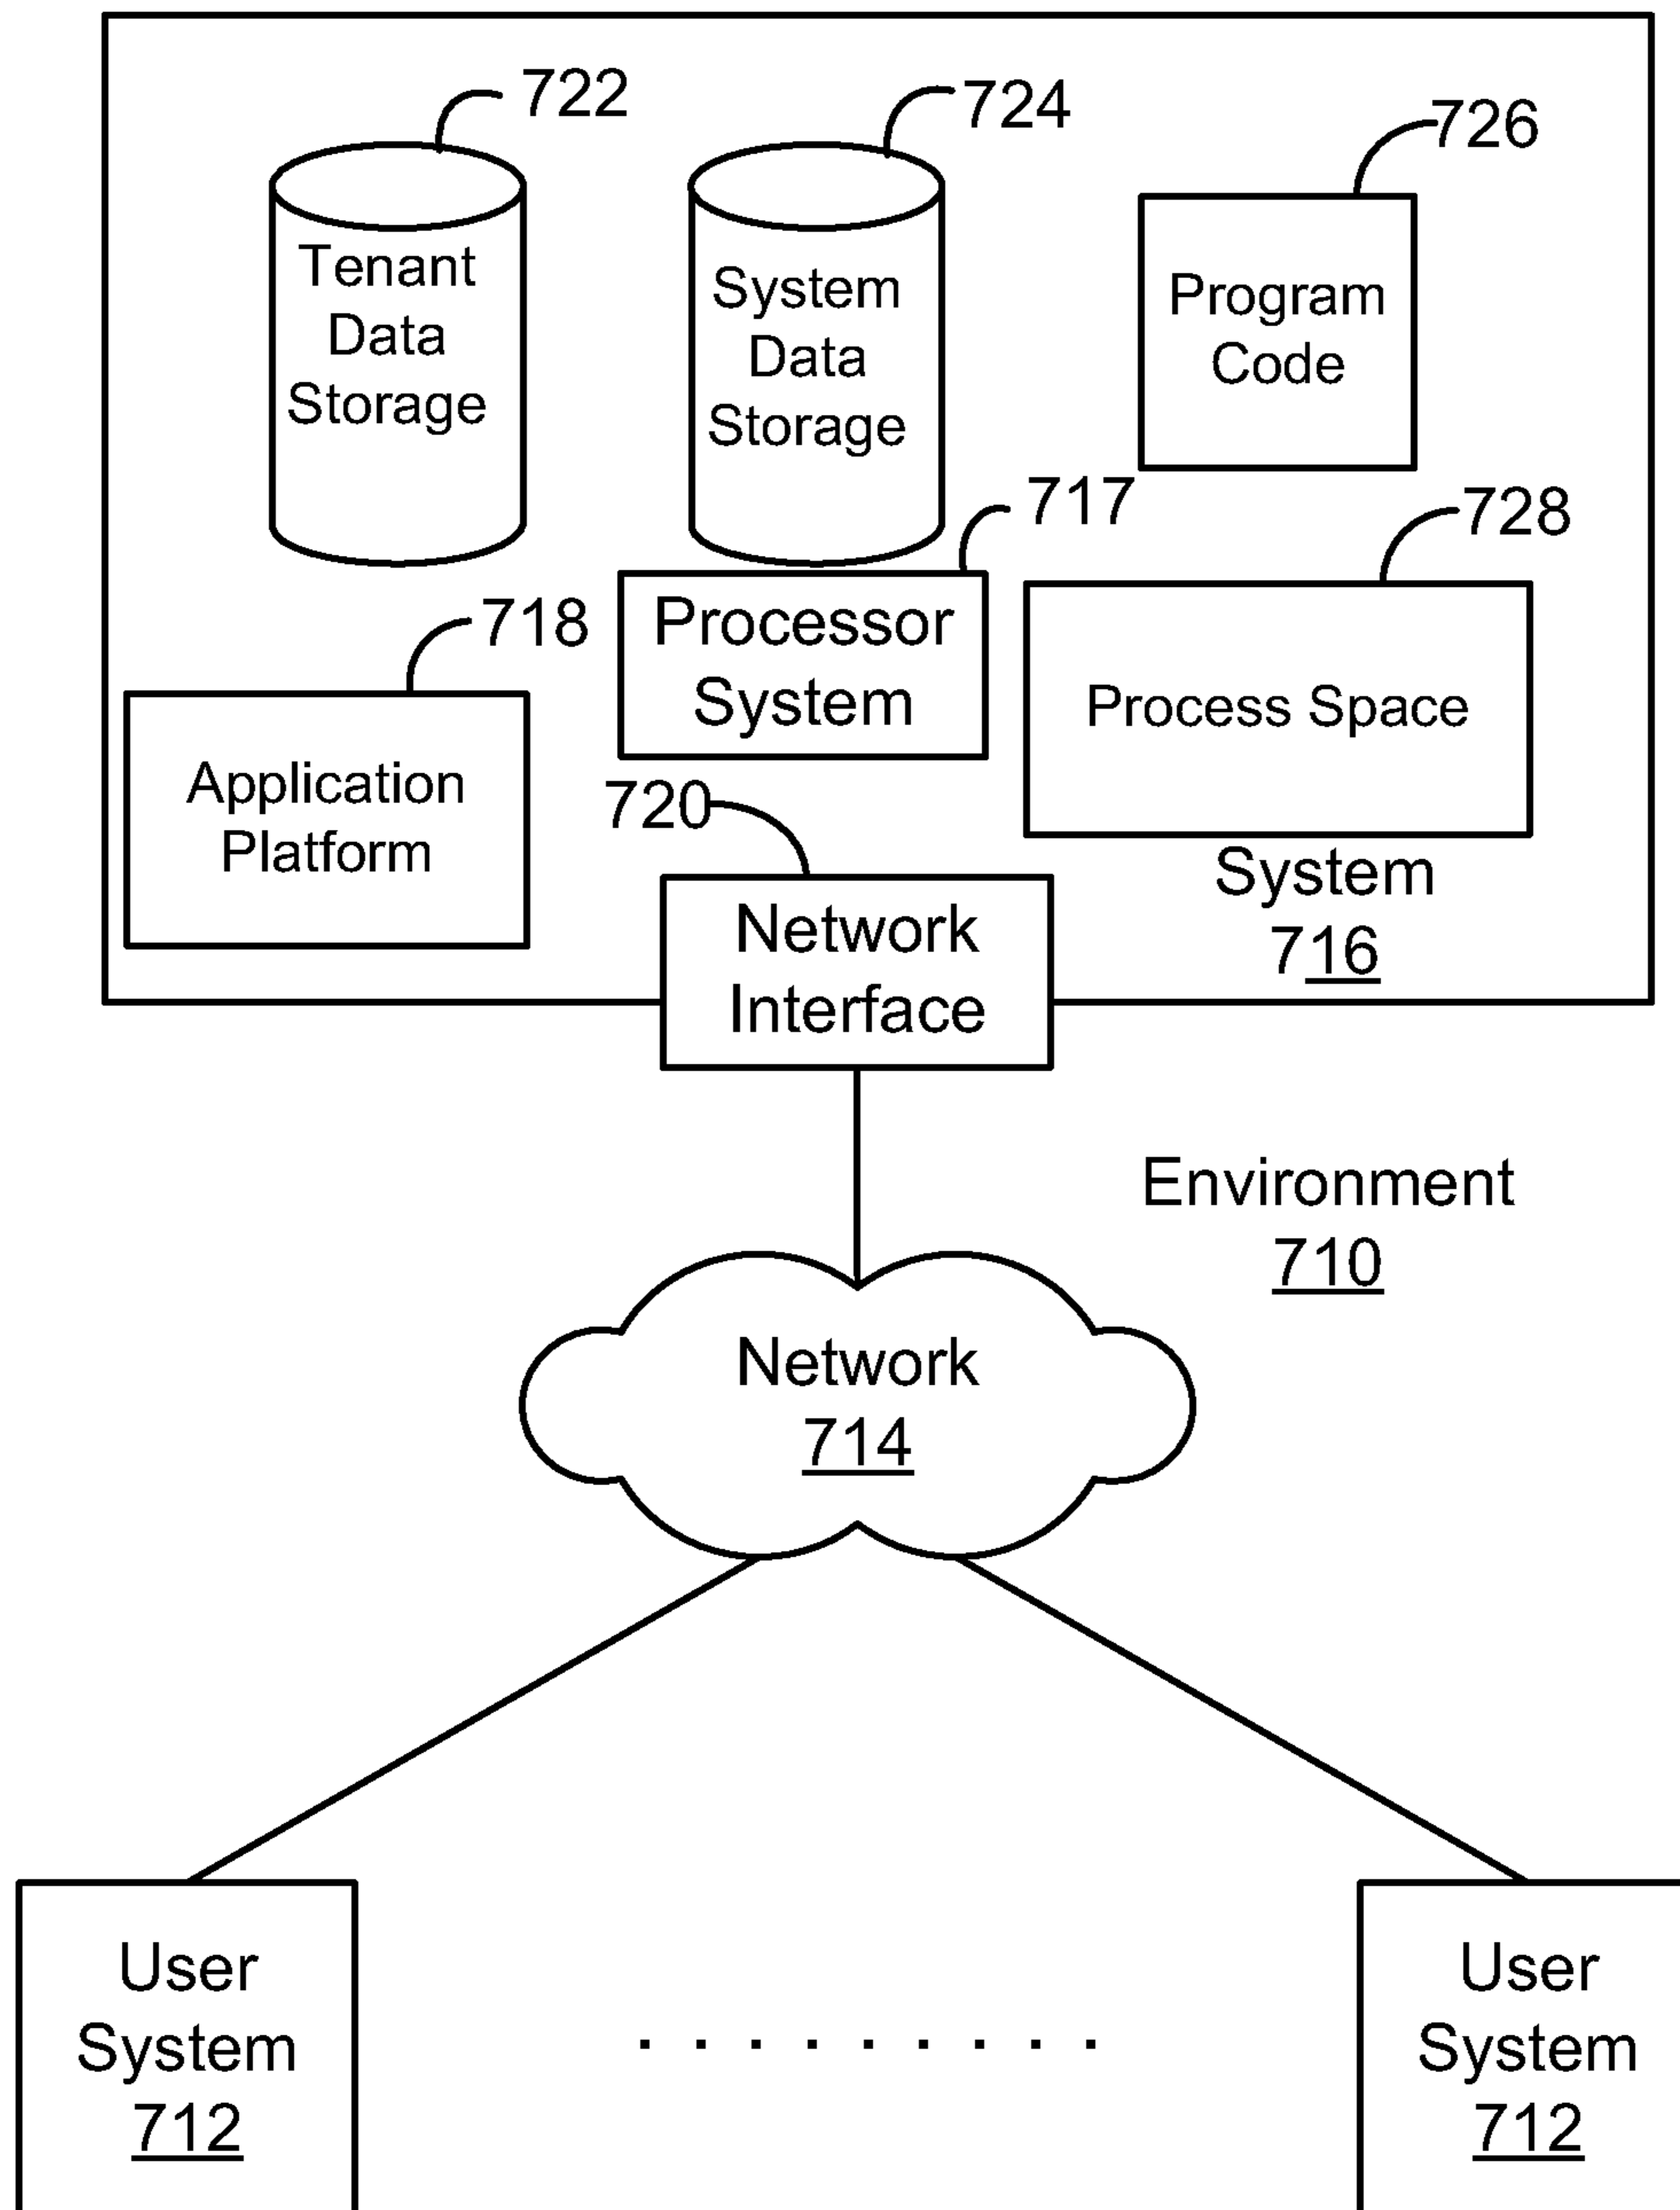 722
724
726
Tenant
Data
Storage
System
Data
Storage
Program
Code
717
728
718
Processor
System
Process Space
Application
Platform
720
System
716
Network
Interface
Environment
710
Network
714
User
System
712
. . . . . . . . .
User
System
712